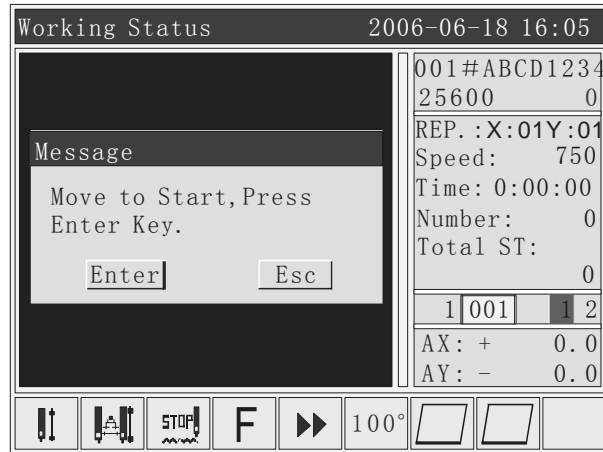 Working Status 2006-06-18 16:05
001#ABCD1234
25600 0
REP.:X:01Y:01
Speed: 750
Time: 0:00:00
Number: 0
Total ST:
0
1 001 1 2
AX: + 0.0
AY: - 0.0
Message
Move to Start,Press
Enter Key.
Enter Esc
STOP F 100°